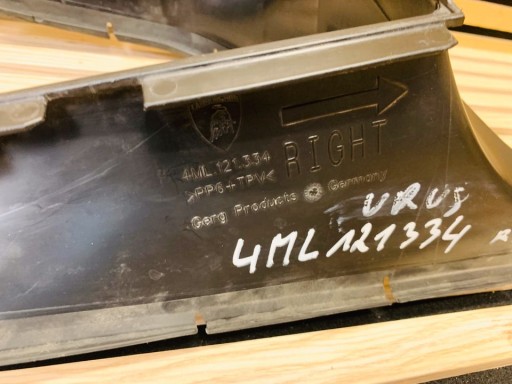 4ML.121.334
>PP6+TPV<
RIGHT
Geng Products Germany
URUS
4ML121334